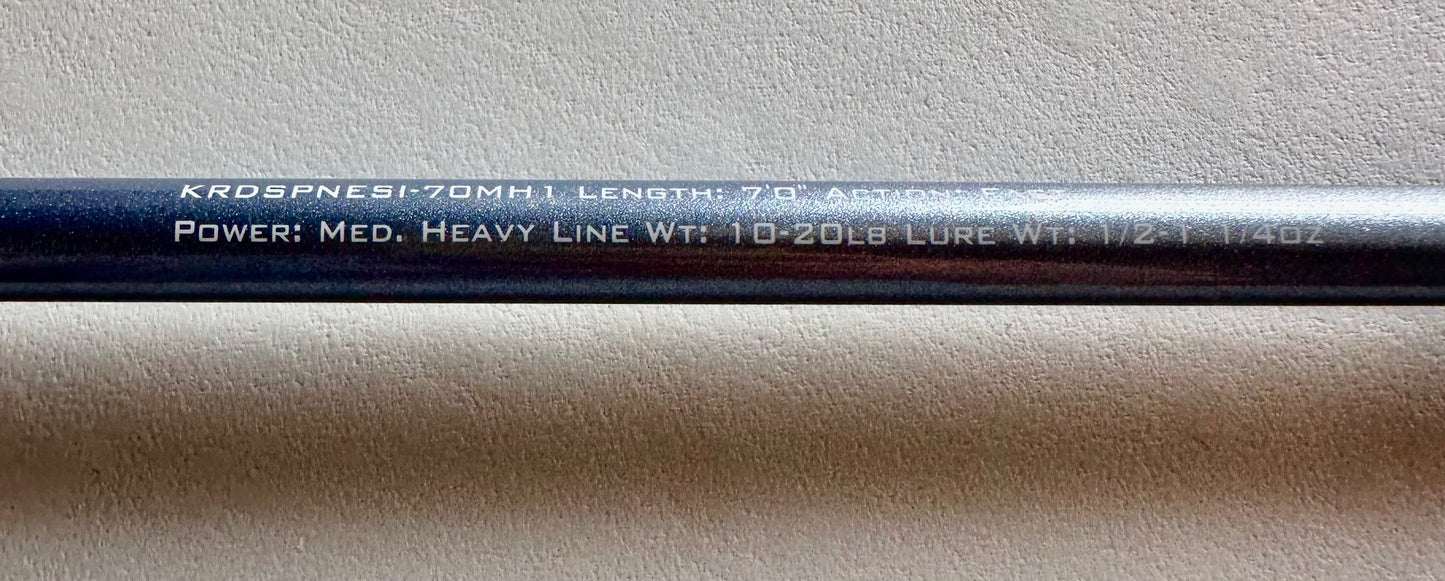 KRDSPNESI-70MH1 LENGTH: 7'0" ACTION: FAST
POWER: MED. HEAVY LINE WT: 10-20LB LURE WT: 1/2-1 1/4OZ